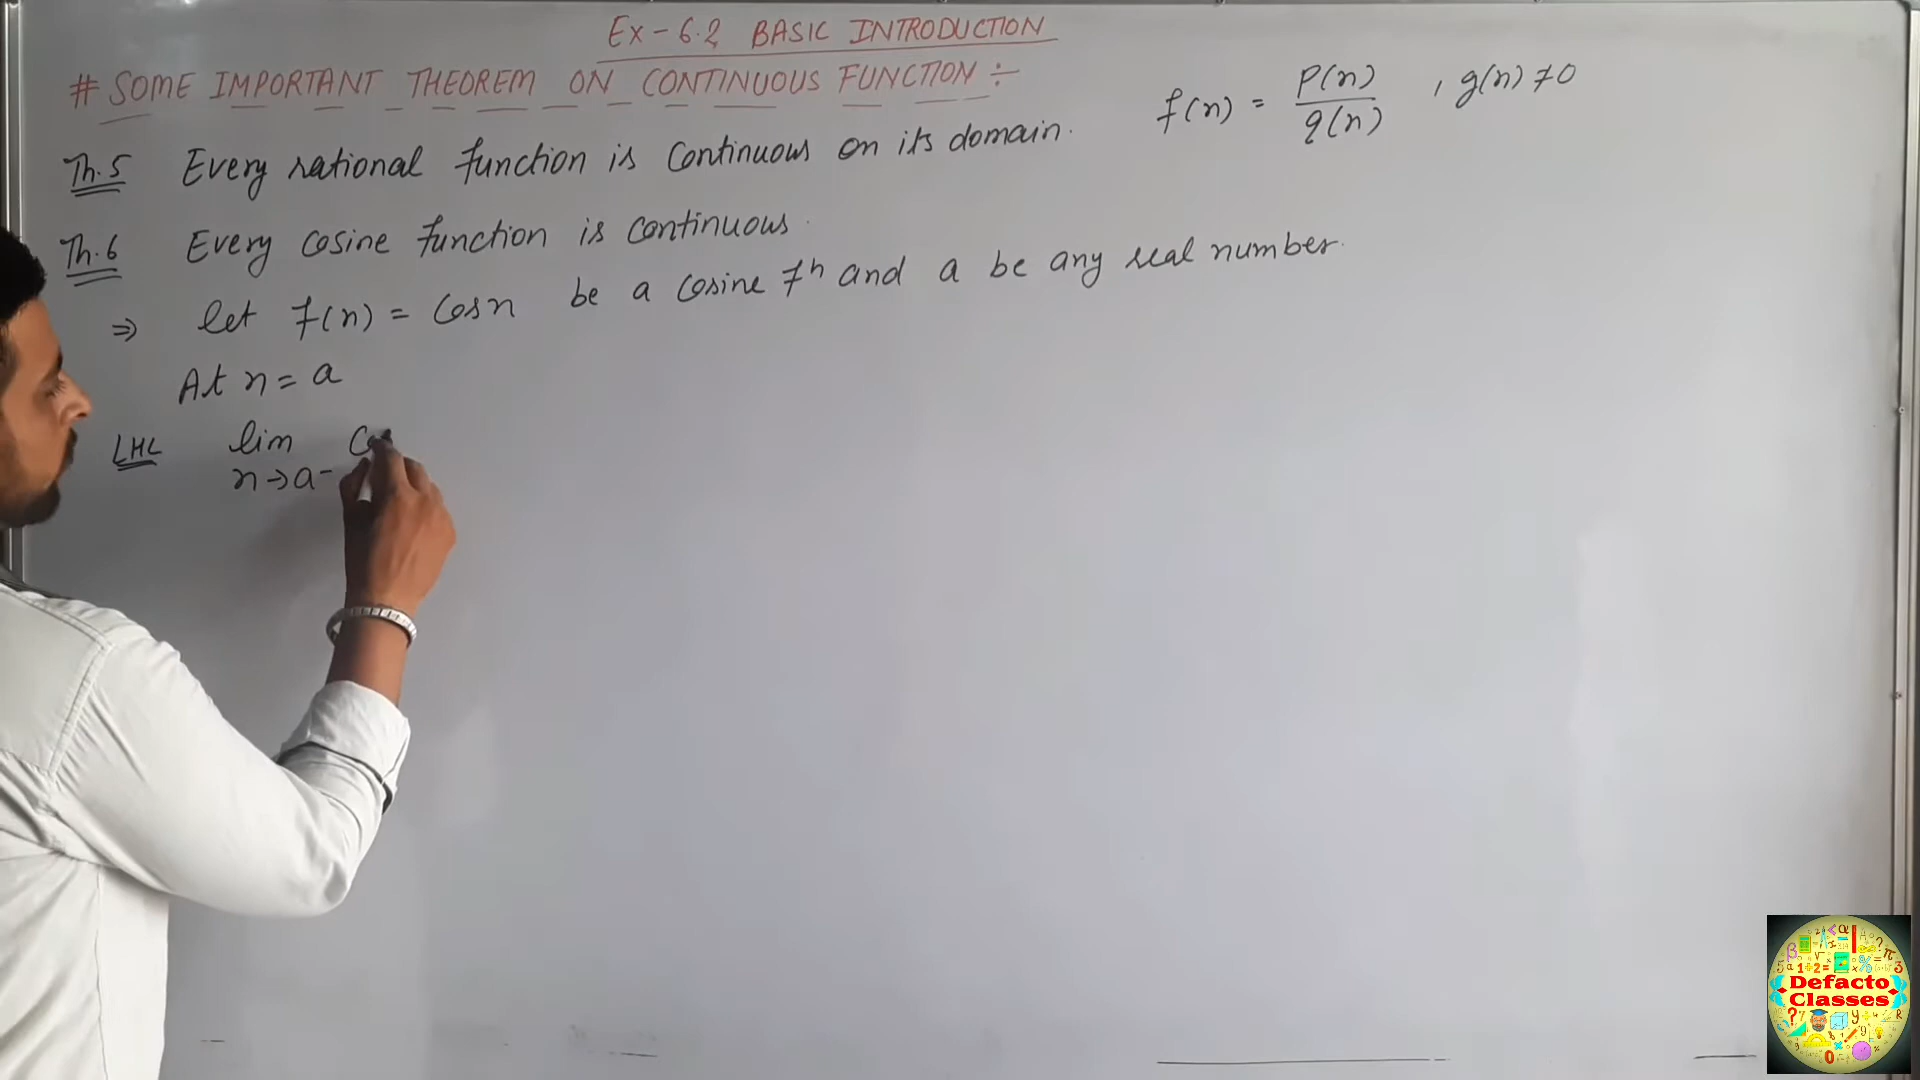 Ex-6.2 BASIC INTRODUCTION
# SOME IMPORTANT THEOREM ON CONTINUOUS FUNCTION ÷
f(n) = p(n) / q(n) , g(n) ≠ 0
Th.5 Every rational function is continuous on its domain.
Th.6 Every cosine function is continuous.
⇒ let f(n) = cosn be a cosine fn and a be any real number.
At n = a
LHL lim Co
n→a-
Defacto
Classes